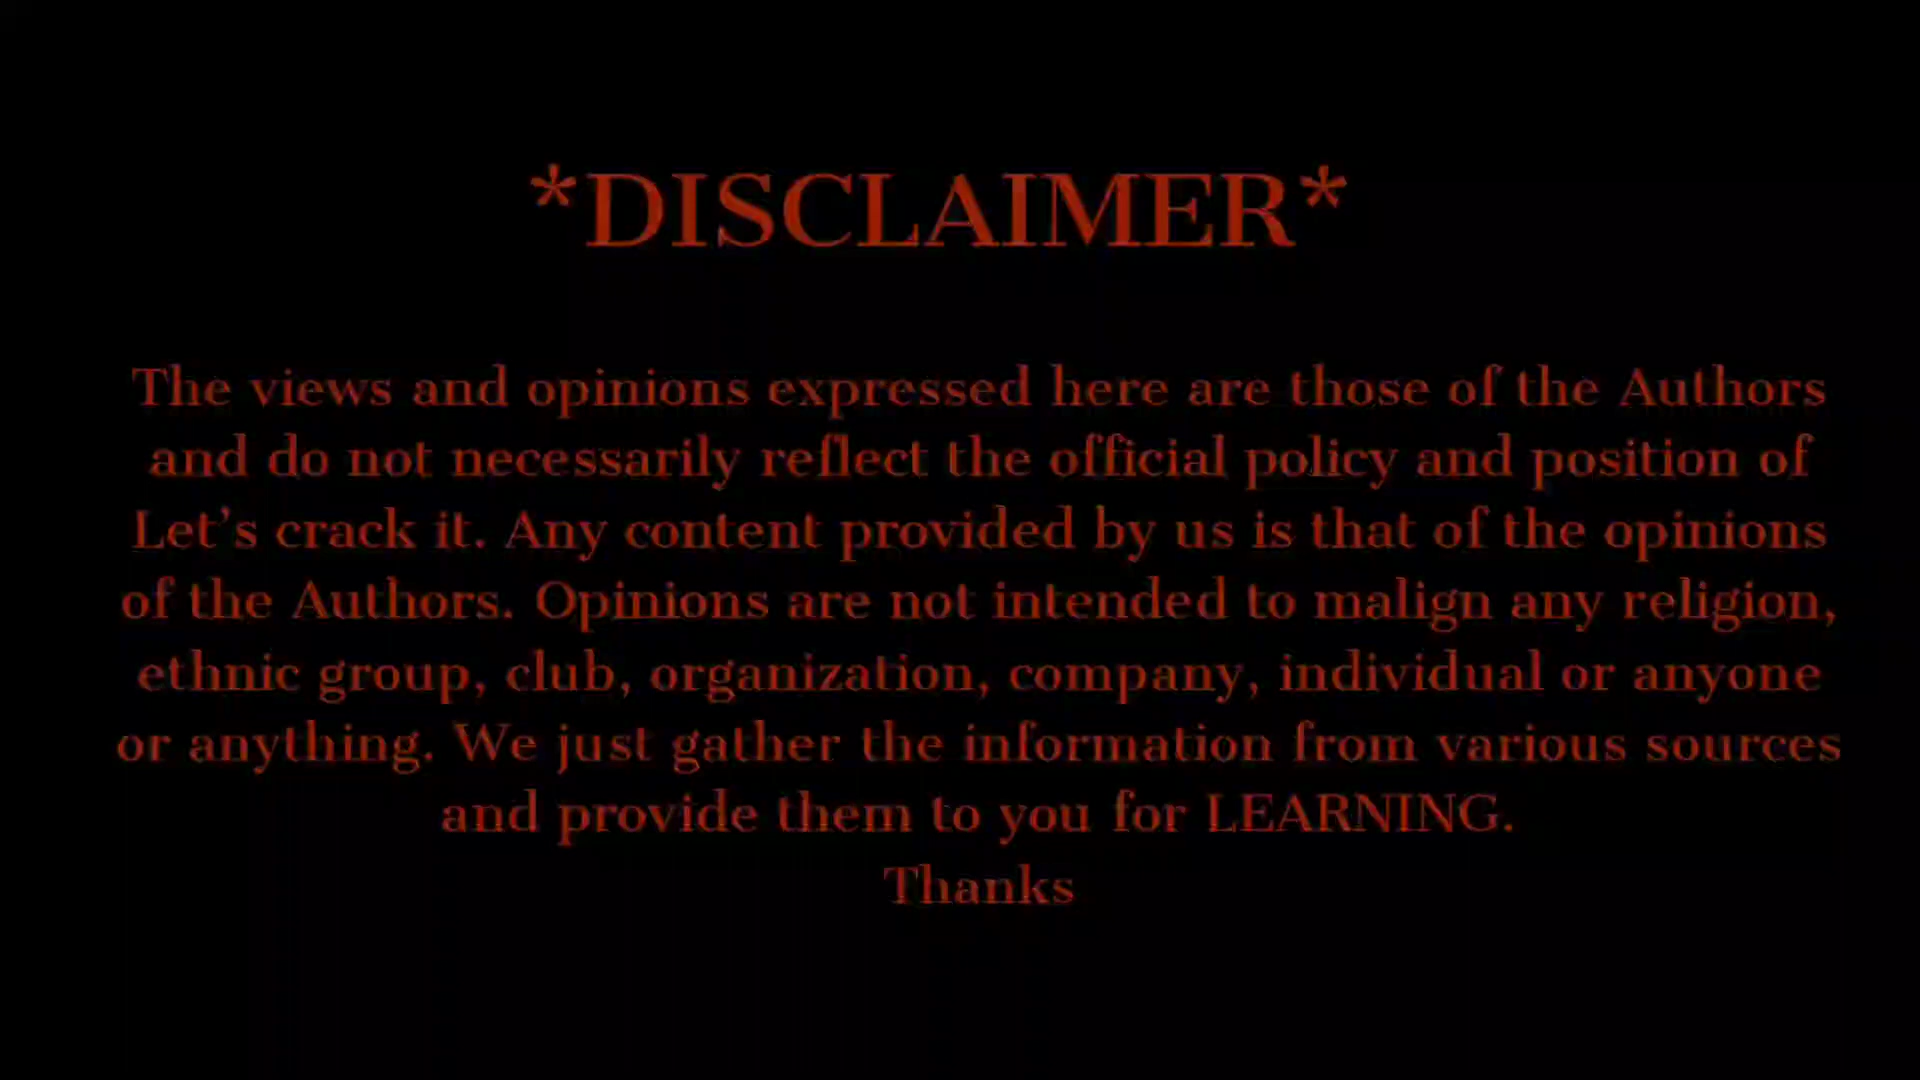 *DISCLAIMER*
The views and opinions expressed here are those of the Authors
and do not necessarily reflect the official policy and position of
Let’s crack it. Any content provided by us is that of the opinions
of the Authors. Opinions are not intended to malign any religion,
ethnic group, club, organization, company, individual or anyone
or anything. We just gather the information from various sources
and provide them to you for LEARNING.
Thanks